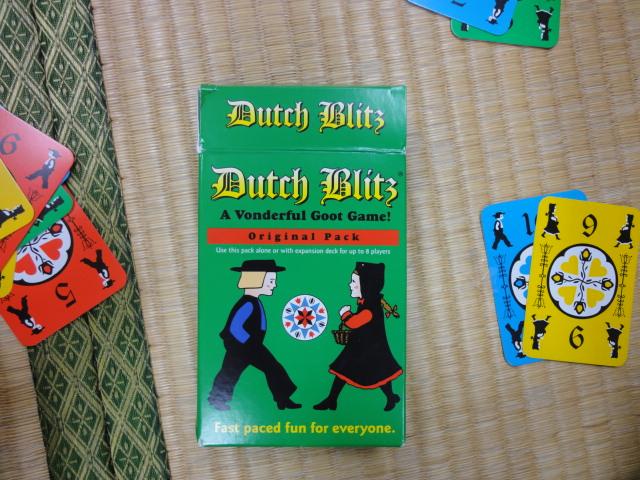 Dutch Blitz
Dutch Blitz®
A Vonderful Goot Game!
Original Pack
Use this pack alone or with expansion deck for up to 8 players
Fast paced fun for everyone.
6
5
1
9
6